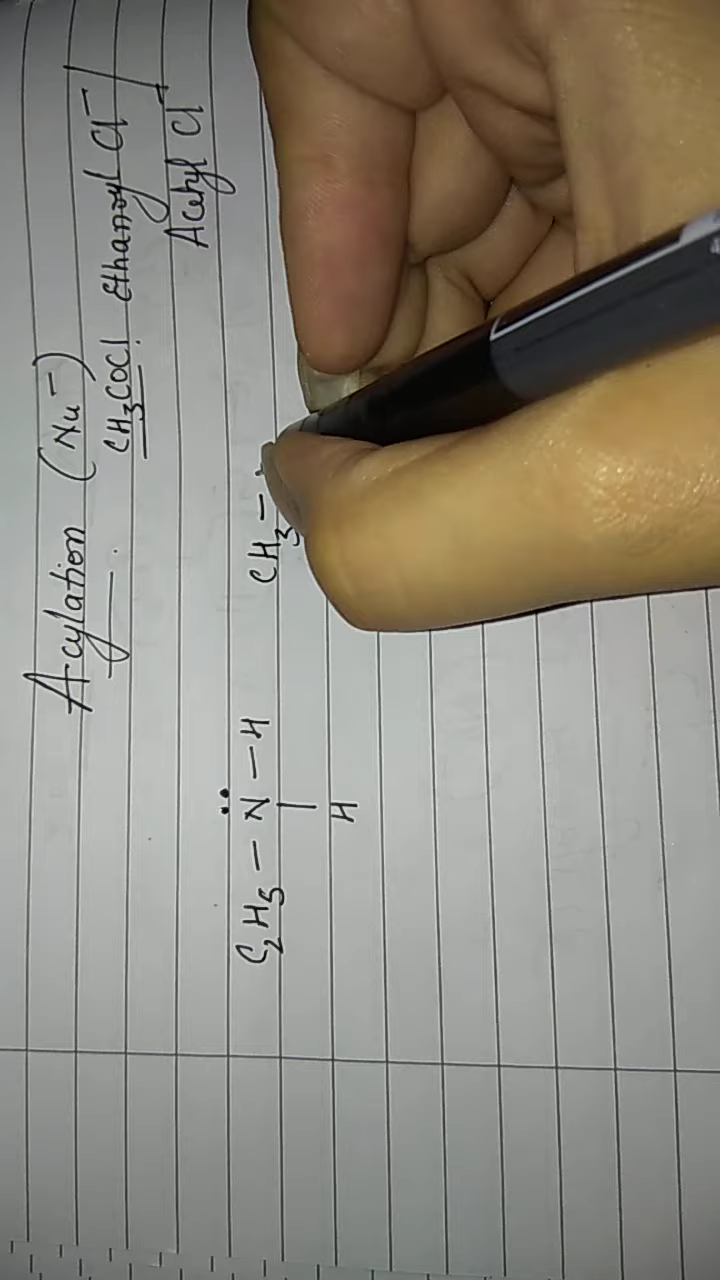 Acylation (Nu⁻)
CH₃COCl Ethanoyl Cl⁻/
Acetyl Cl⁻
C₂H₅ — N̈ — H CH₃ —
|
H